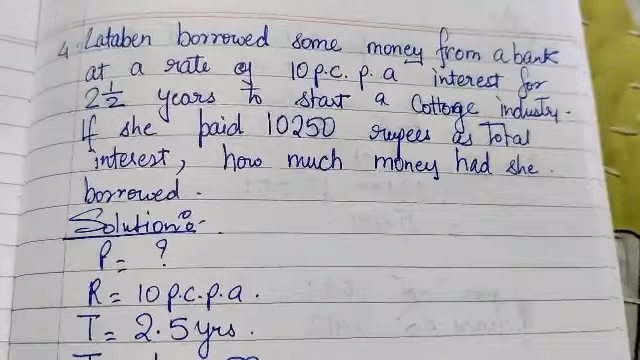 4. Lataben borrowed some money from a bank
at a rate of 10 p.c. p.a interest for
2 1/2 years to start a Cottage industry.
If she paid 10250 rupees as total
interest, how much money had she.
borrowed.
Solution:-
P = ?
R = 10 p.c.p.a.
T = 2.5 yrs.